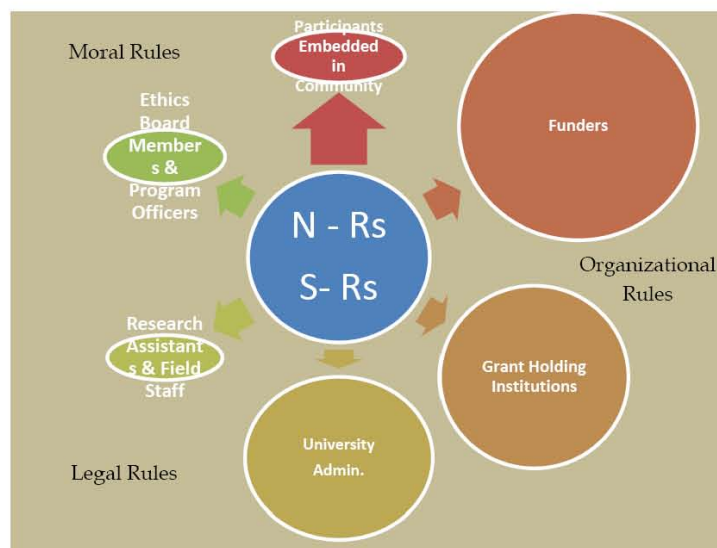 Moral Rules
Participants
Embedded
in
Community
Funders
Ethics
Board
Member
s &
Program
Officers
N - Rs
S- Rs
Organizational
Rules
Research
Assistant
s & Field
Staff
Grant Holding
Institutions
University
Admin.
Legal Rules